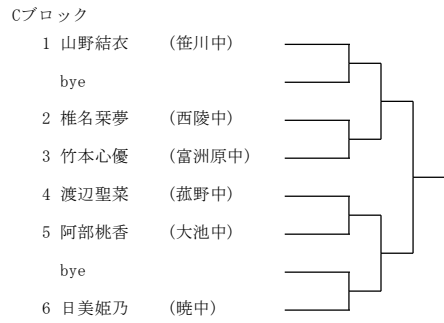 Cブロック
1 山野結衣 (笹川中)
bye
2 椎名栞夢 (西陵中)
3 竹本心優 (富洲原中)
4 渡辺聖菜 (菰野中)
5 阿部桃香 (大池中)
bye
6 日美姫乃 (暁中)